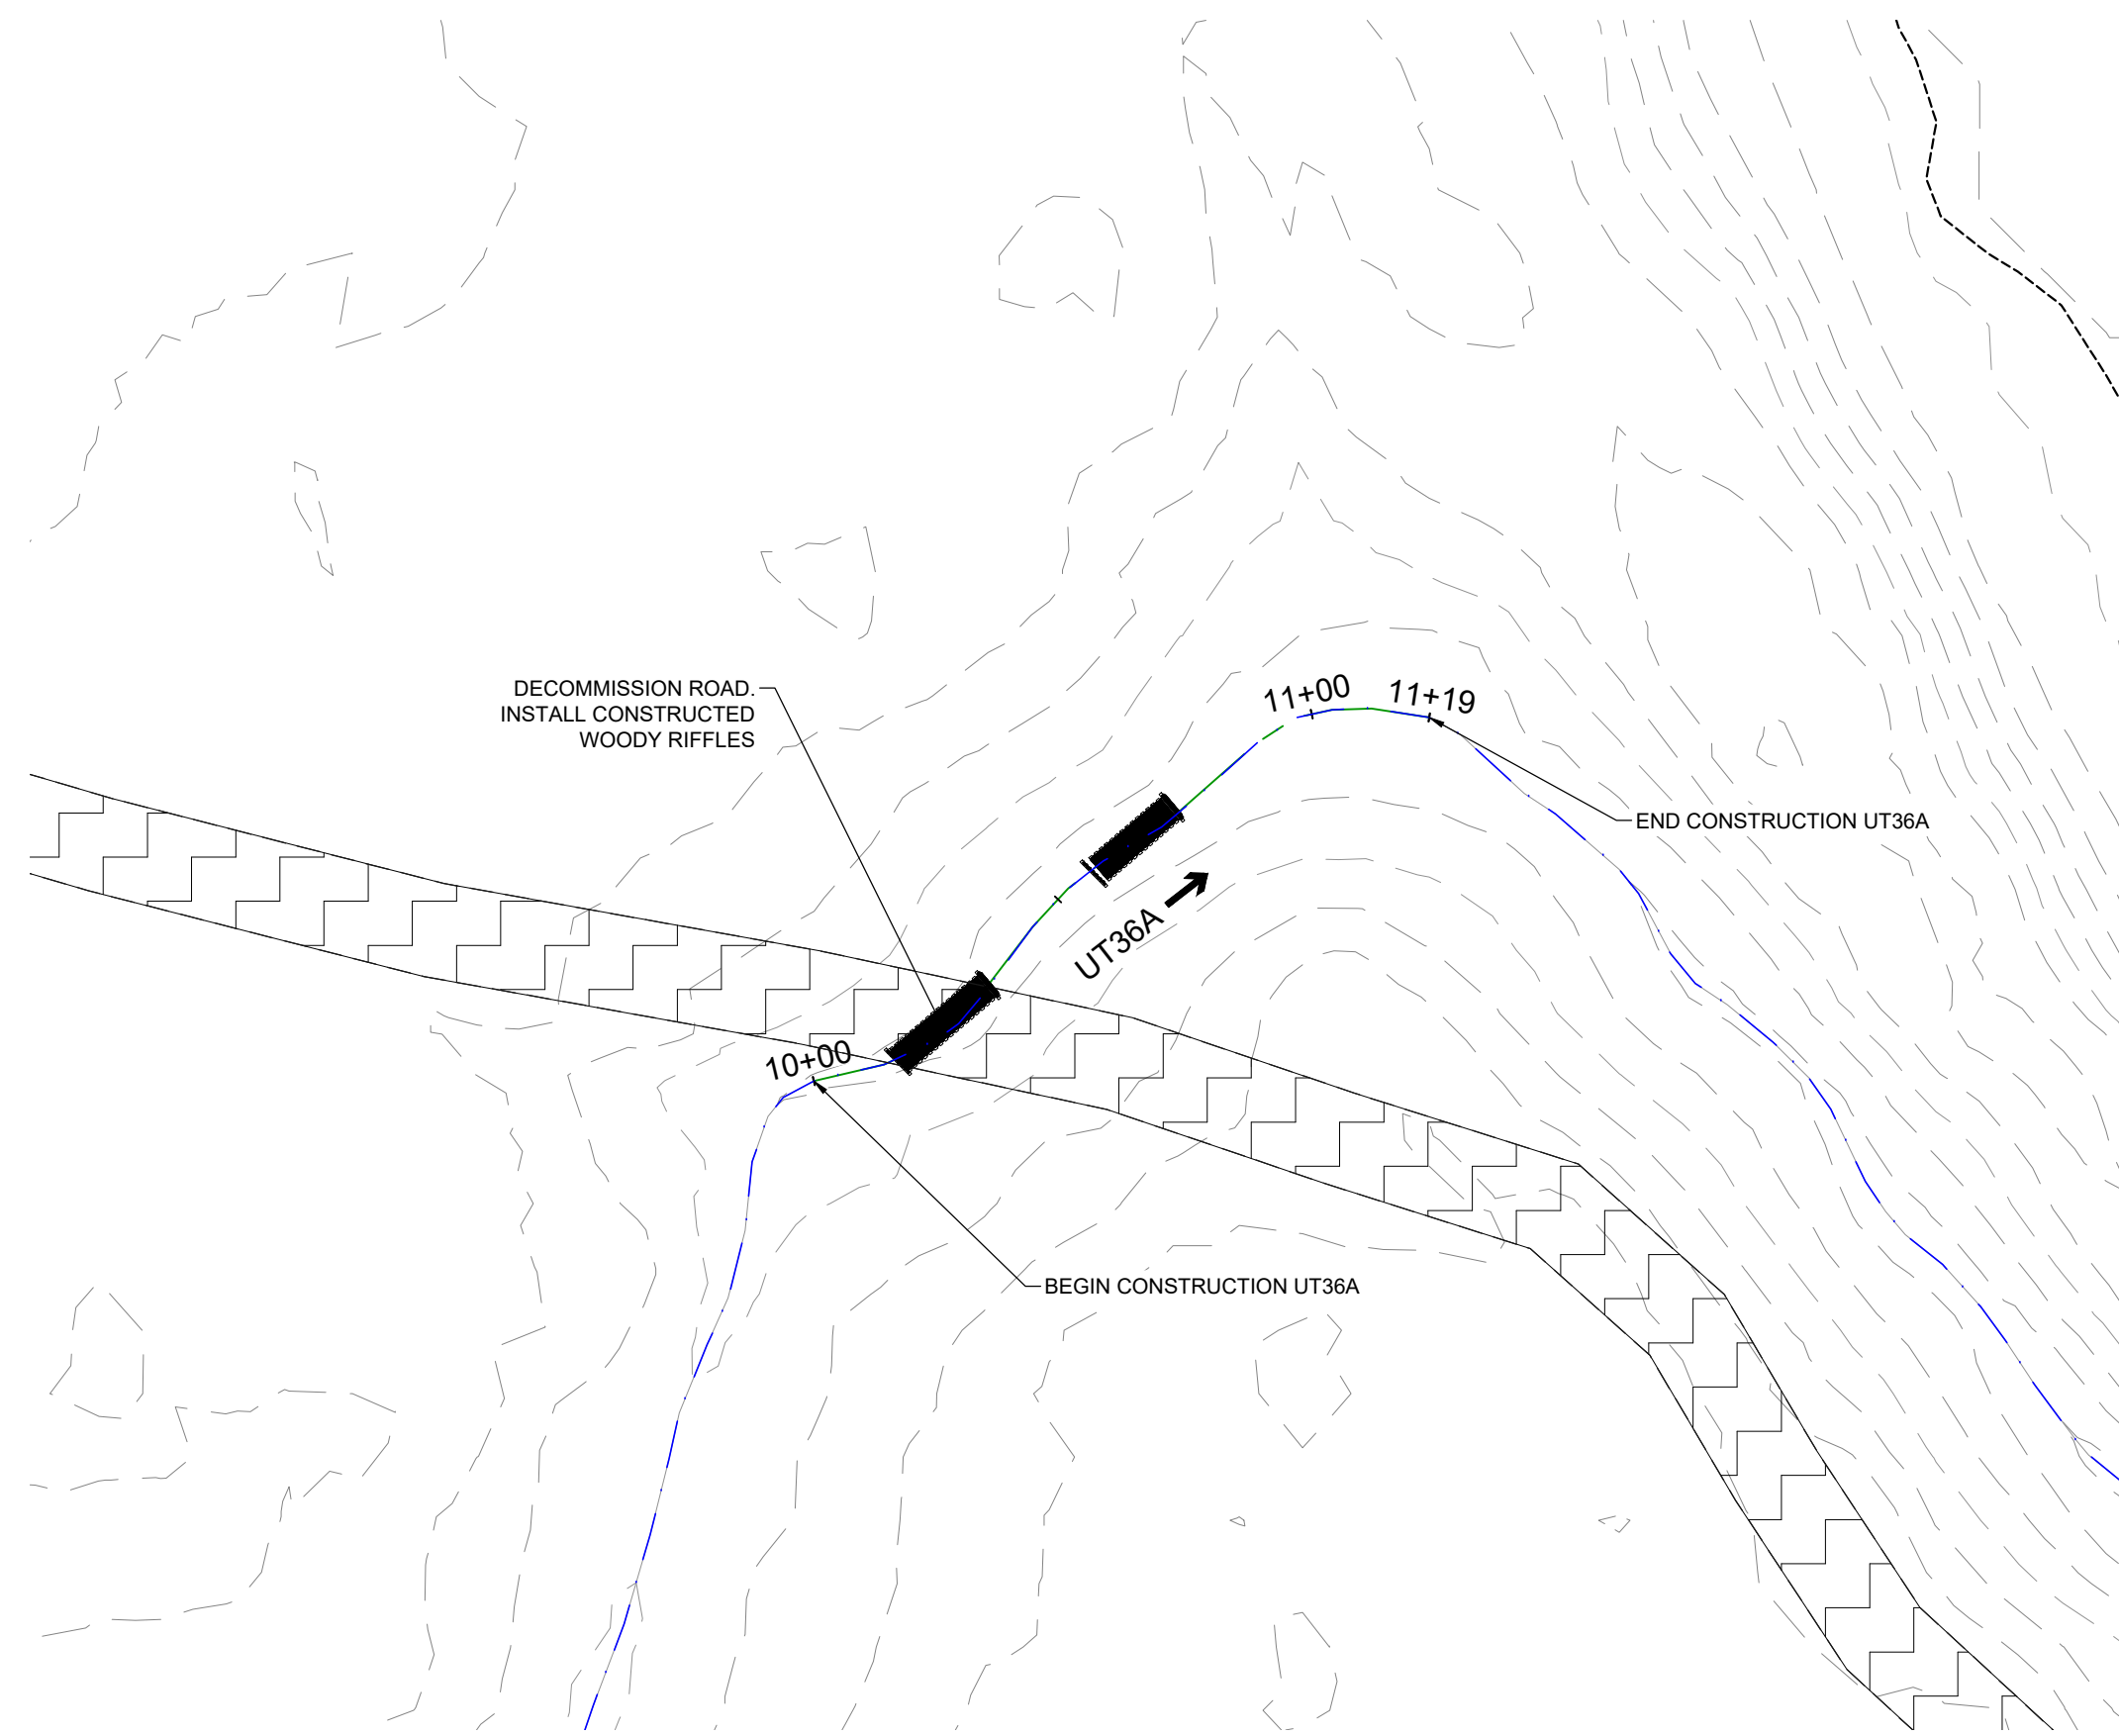 DECOMMISSION ROAD.
INSTALL CONSTRUCTED
WOODY RIFFLES
11+00
11+19
END CONSTRUCTION UT36A
UT36A
10+00
BEGIN CONSTRUCTION UT36A